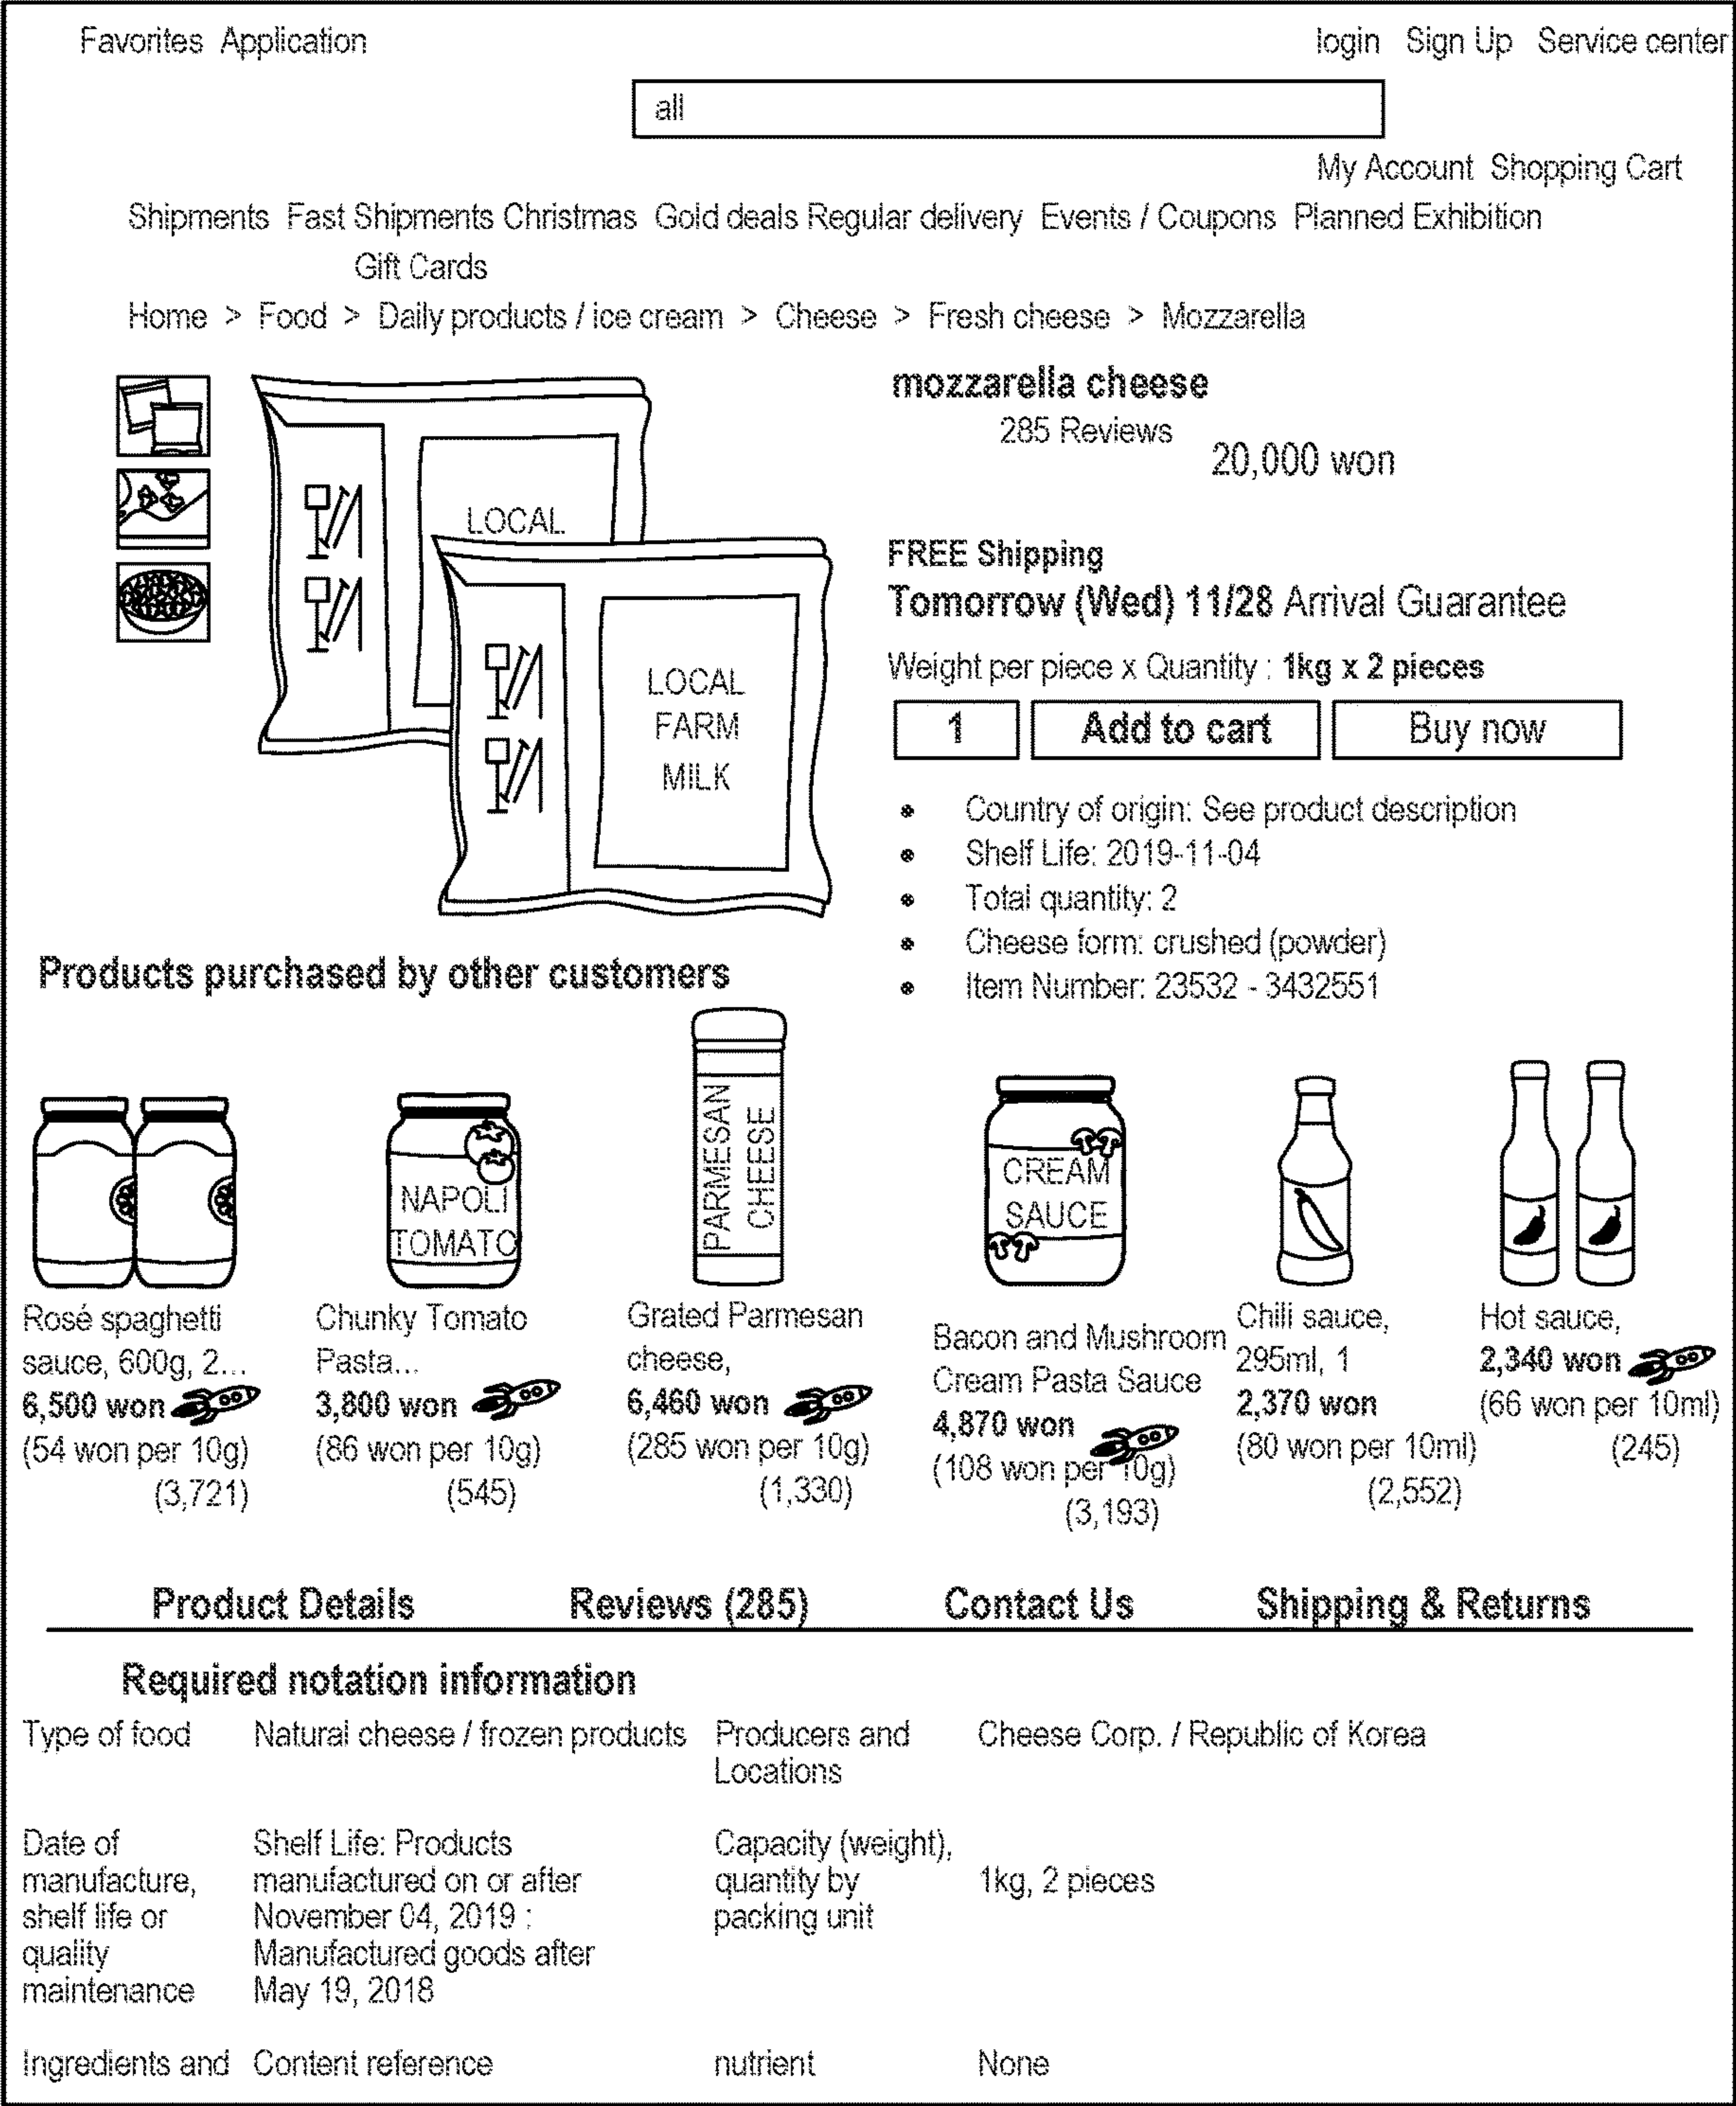 Favorites Application
login Sign Up Service center
all
My Account Shopping Cart
Shipments Fast Shipments Christmas Gold deals Regular delivery Events / Coupons Planned Exhibition
Gift Cards
Home > Food > Daily products / ice cream > Cheese > Fresh cheese > Mozzarella
LOCAL
LOCAL
FARM
MILK
mozzarella cheese
285 Reviews
20,000 won
FREE Shipping
Tomorrow (Wed) 11/28 Arrival Guarantee
Weight per piece x Quantity : 1kg x 2 pieces
1 Add to cart Buy now
• Country of origin: See product description
• Shelf Life: 2019-11-04
• Total quantity: 2
• Cheese form: crushed (powder)
• Item Number: 23532 - 3432551
Products purchased by other customers
NAPOLI
TOMATO
PARMESAN
CHEESE
CREAM
SAUCE
Rosé spaghetti
sauce, 600g, 2...
6,500 won
(54 won per 10g)
(3,721)
Chunky Tomato
Pasta...
3,800 won
(86 won per 10g)
(545)
Grated Parmesan
cheese,
6,460 won
(285 won per 10g)
(1,330)
Bacon and Mushroom
Cream Pasta Sauce
4,870 won
(108 won per 10g)
(3,193)
Chili sauce,
295ml, 1
2,370 won
(80 won per 10ml)
(2,552)
Hot sauce,
2,340 won
(66 won per 10ml)
(245)
Product Details Reviews (285) Contact Us Shipping & Returns
Required notation information
Type of food
Natural cheese / frozen products
Producers and
Locations
Cheese Corp. / Republic of Korea
Date of
manufacture,
shelf life or
quality
maintenance
Shelf Life: Products
manufactured on or after
November 04, 2019 :
Manufactured goods after
May 19, 2018
Capacity (weight),
quantity by
packing unit
1kg, 2 pieces
Ingredients and
Content reference
nutrient
None